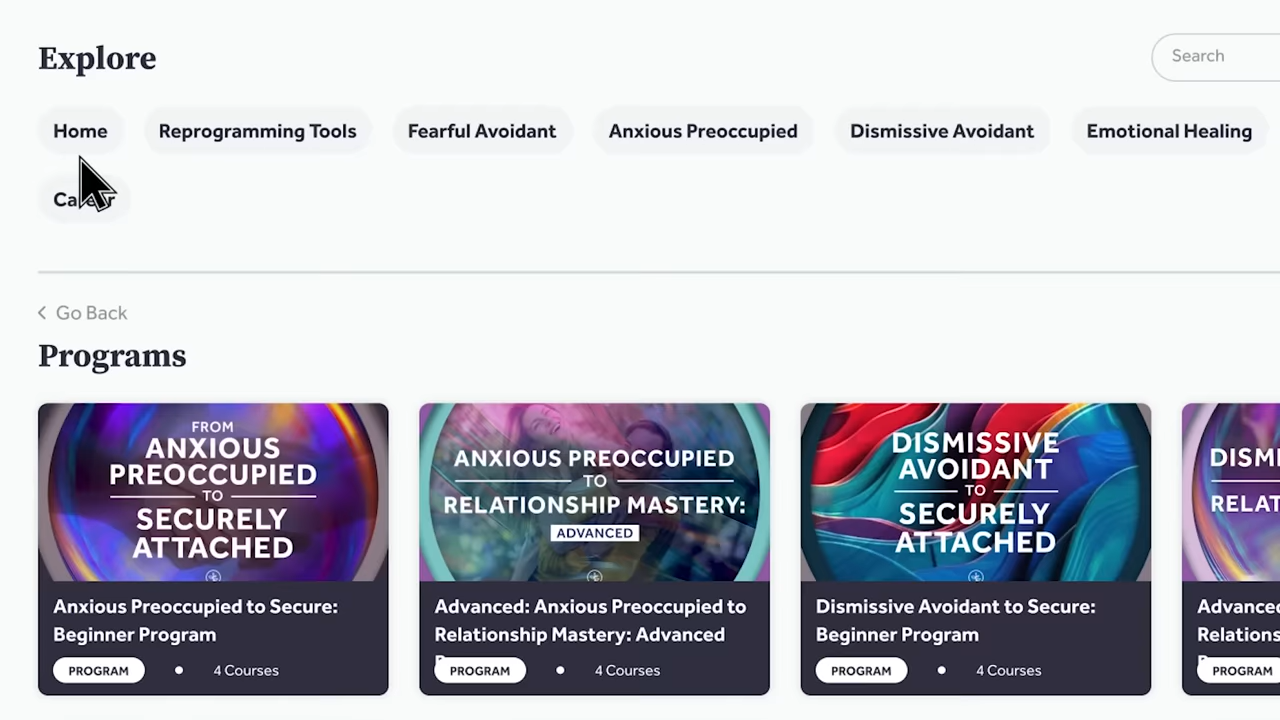 Explore
Search
Home
Reprogramming Tools
Fearful Avoidant
Anxious Preoccupied
Dismissive Avoidant
Emotional Healing
Go Back
Programs
FROM
ANXIOUS
PREOCCUPIED
TO
SECURELY
ATTACHED
ANXIOUS PREOCCUPIED
TO
RELATIONSHIP MASTERY:
ADVANCED
DISMISSIVE
AVOIDANT
TO
SECURELY
ATTACHED
Anxious Preoccupied to Secure:
Beginner Program
PROGRAM
4 Courses
Advanced: Anxious Preoccupied to
Relationship Mastery: Advanced
PROGRAM
4 Courses
Dismissive Avoidant to Secure:
Beginner Program
PROGRAM
4 Courses
PROGRAM